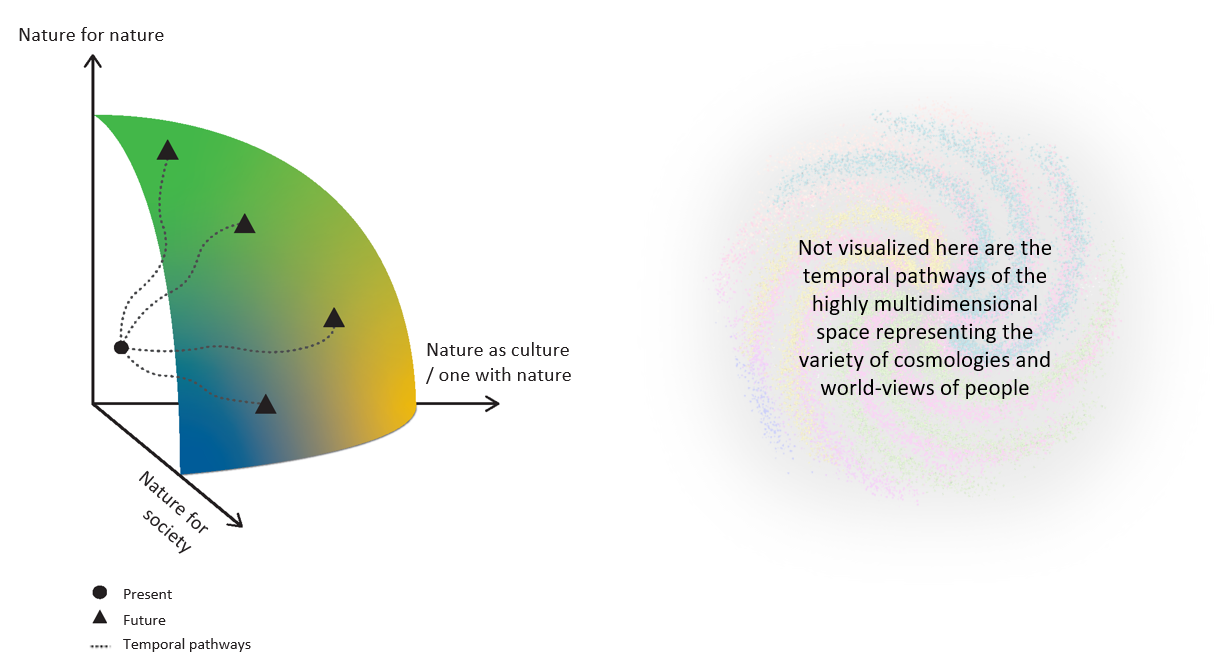 Nature for nature
Nature as culture
/ one with nature
Nature for
society
Present
Future
Temporal pathways
Not visualized here are the
temporal pathways of the
highly multidimensional
space representing the
variety of cosmologies and
world-views of people